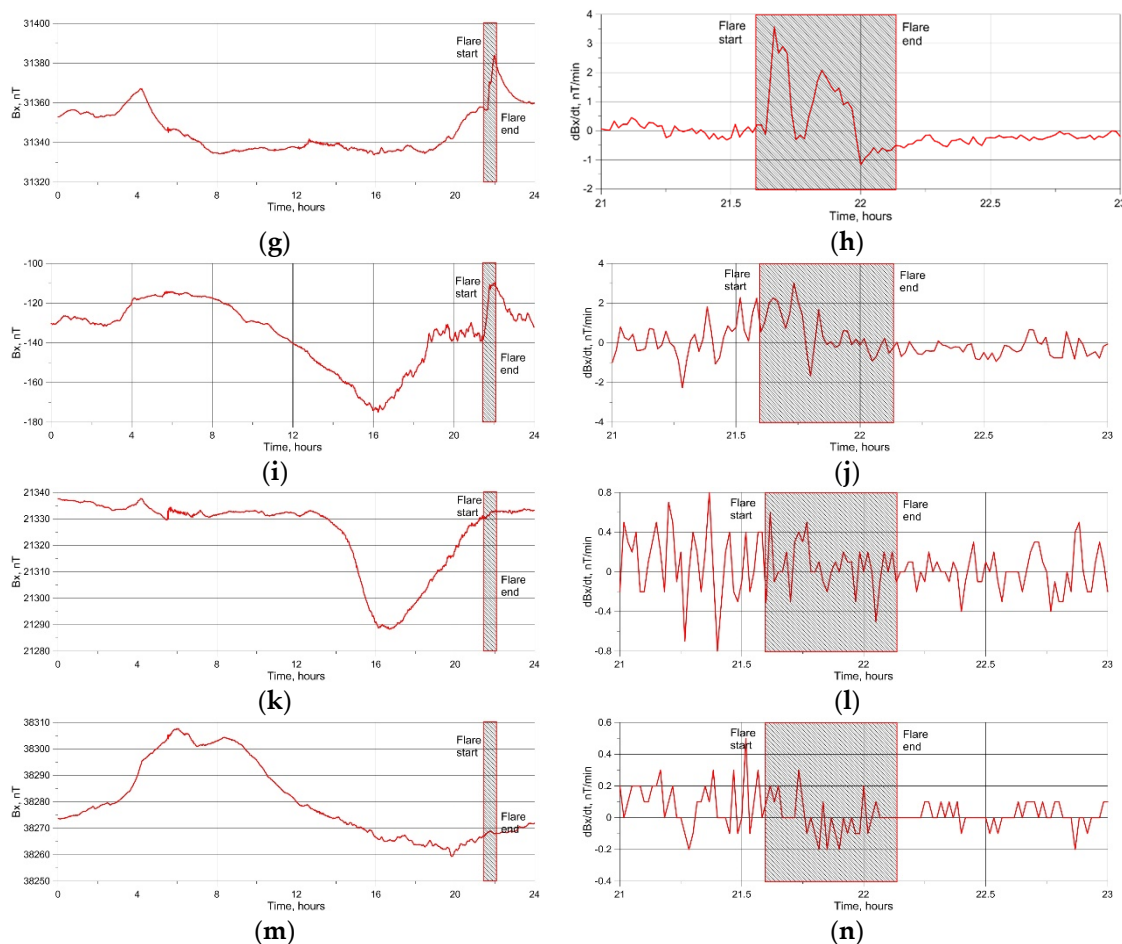 31400
31380
31360
31340
31320
Bx, nT
Flare
start
Flare
end
0
4
8
12
16
20
24
Time, hours
(g)
4
3
2
1
0
-1
-2
dBx/dt, nT/min
Flare
start
Flare
end
21
21.5
22
22.5
23
Time, hours
(h)
-100
-120
-140
-160
-180
Bx, nT
Flare
start
Flare
end
0
4
8
12
16
20
24
Time, hours
(i)
4
2
0
-2
-4
dBx/dt, nT/min
Flare
start
Flare
end
21
21.5
22
22.5
23
Time, hours
(j)
21340
21330
21320
21310
21300
21290
21280
Bx, nT
Flare
start
Flare
end
0
4
8
12
16
20
24
Time, hours
(k)
0.8
0.4
0
-0.4
-0.8
dBx/dt, nT/min
Flare
start
Flare
end
21
21.5
22
22.5
23
Time, hours
(l)
38310
38300
38290
38280
38270
38260
38250
Bx, nT
Flare
start
Flare
end
0
4
8
12
16
20
24
Time, hours
(m)
0.6
0.4
0.2
0
-0.2
-0.4
dBx/dt, nT/min
Flare
start
Flare
end
21
21.5
22
22.5
23
Time, hours
(n)